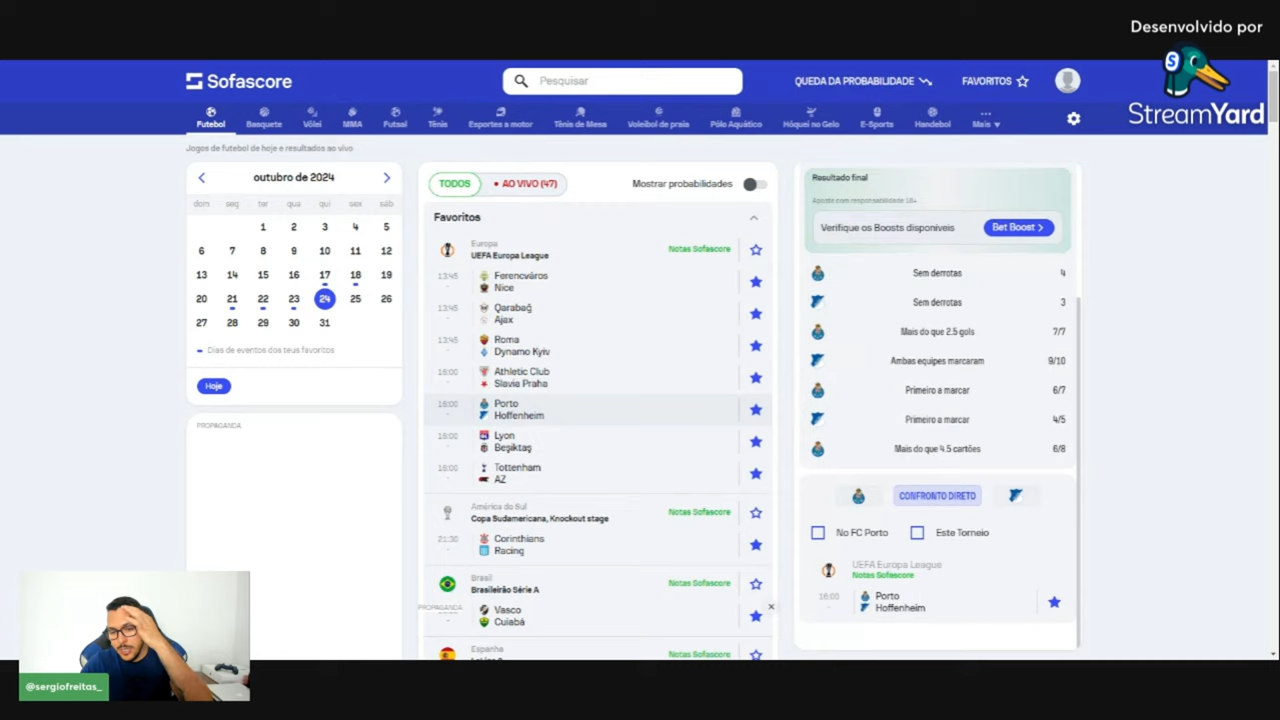 Desenvolvido por
StreamYard
Sofascore
Pesquisar
QUEDA DA PROBABILIDADE
FAVORITOS
Futebol
Basquete
Vôlei
MMA
Futsal
Tênis
Esportes a motor
Tênis de Mesa
Voleibol de praia
Pólo Aquático
Hóquei no Gelo
E-Sports
Handebol
Mais
Jogos de futebol de hoje e resultados ao vivo
outubro de 2024
dom seg ter qua qui sex sáb
1 2 3 4 5
6 7 8 9 10 11 12
13 14 15 16 17 18 19
20 21 22 23 24 25 26
27 28 29 30 31
Dias de eventos dos teus favoritos
Hoje
PROPAGANDA
TODOS
AO VIVO (47)
Mostrar probabilidades
Favoritos
Europa
UEFA Europa League
Notas Sofascore
13:45
Ferencváros
Nice
13:45
Qarabağ
Ajax
13:45
Roma
Dynamo Kyiv
16:00
Athletic Club
Slavia Praha
16:00
Porto
Hoffenheim
16:00
Lyon
Beşiktaş
16:00
Tottenham
AZ
América do Sul
Copa Sudamericana, Knockout stage
Notas Sofascore
21:30
Corinthians
Racing
Brasil
Brasileirão Série A
Notas Sofascore
PROPAGANDA
Vasco
Cuiabá
Espanha
Notas Sofascore
Resultado final
Aposte com responsabilidade 18+
Verifique os Boosts disponíveis
Bet Boost
Sem derrotas 4
Sem derrotas 3
Mais do que 2.5 gols 7/7
Ambas equipes marcaram 9/10
Primeiro a marcar 6/7
Primeiro a marcar 4/5
Mais do que 4.5 cartões 6/8
CONFRONTO DIRETO
No FC Porto
Este Torneio
UEFA Europa League
Notas Sofascore
16:00
Porto
Hoffenheim
@sergiofreitas_